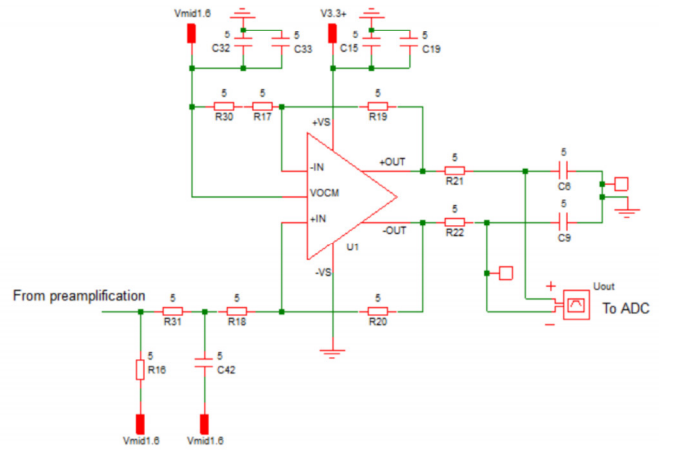 Vmid1.6
V3.3+
5 5 5 5
C32 C33 C15 C19
5 5 5
R30 R17 R19
+VS
-IN
+OUT
5 5
R21 C6
VOCM
+IN
-OUT
5 5
R22 C9
U1
-VS
Uout
+
To ADC
−
From preamplification
5 5 5
R31 R18 R20
5 5
R16 C42
Vmid1.6 Vmid1.6